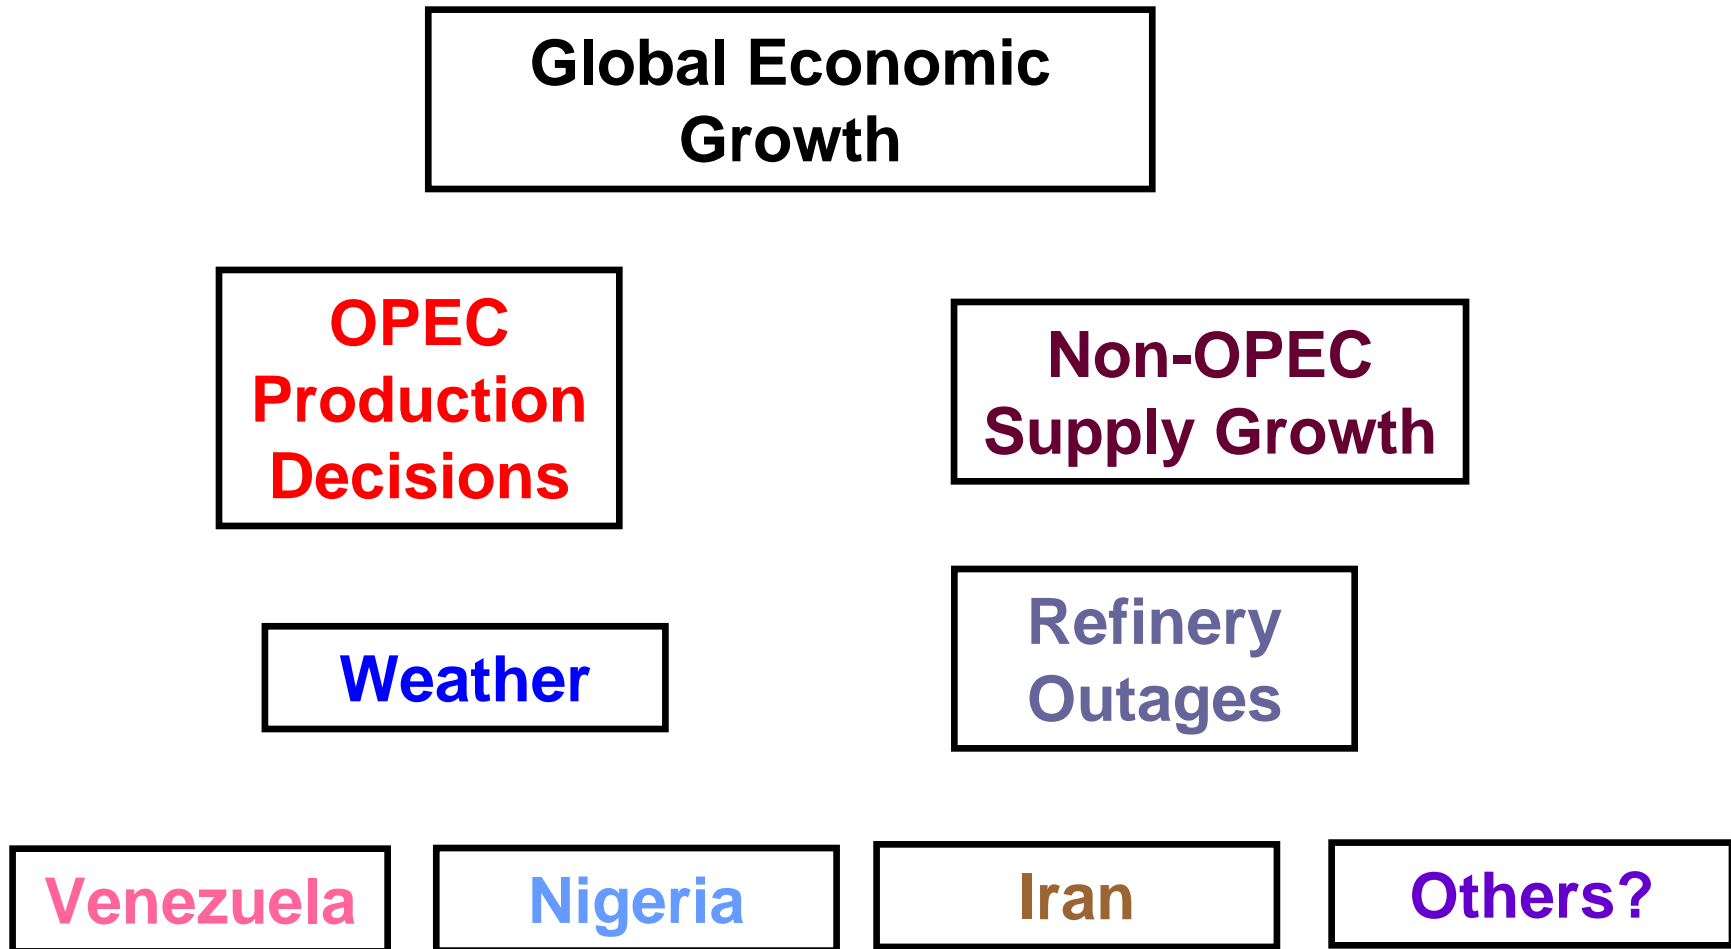 Global Economic
Growth
OPEC
Production
Decisions
Non-OPEC
Supply Growth
Weather
Refinery
Outages
Venezuela
Nigeria
Iran
Others?